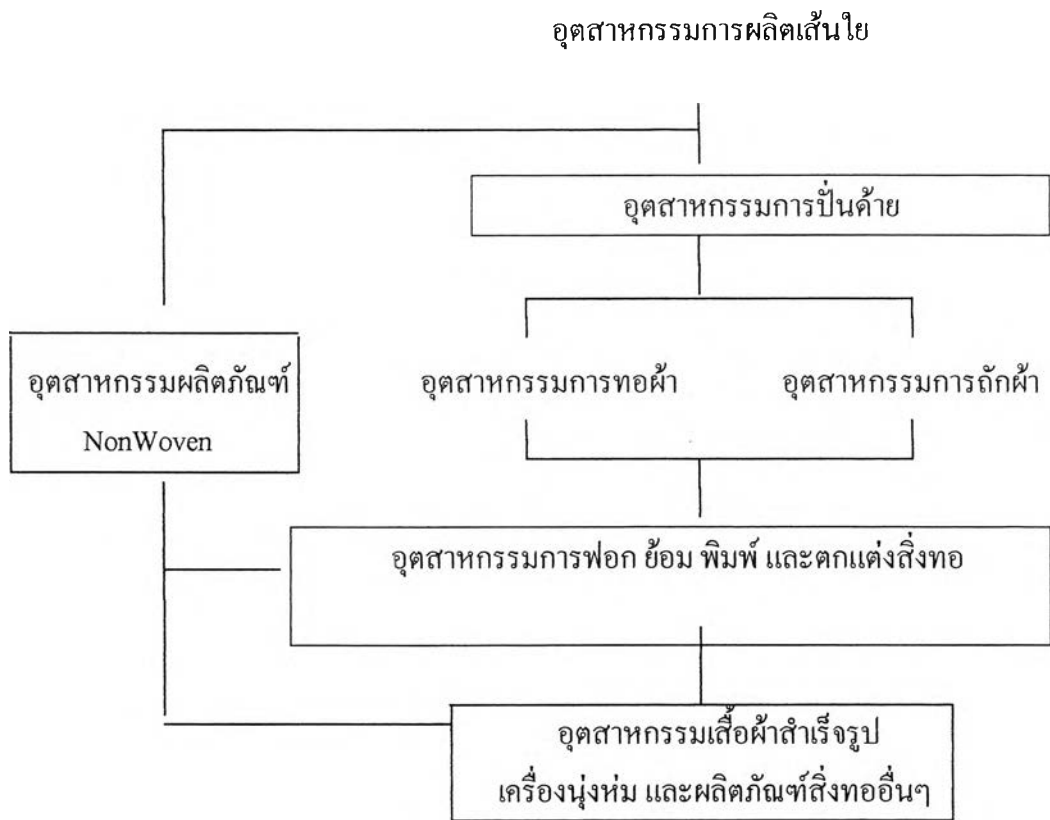 อุตสาหกรรมการผลิตเส้นใย
อุตสาหกรรมการปั่นด้าย
อุตสาหกรรมผลิตภัณฑ์
NonWoven
อุตสาหกรรมการทอผ้า
อุตสาหกรรมการถักผ้า
อุตสาหกรรมการฟอก ย้อม พิมพ์ และตกแต่งสิ่งทอ
อุตสาหกรรมเสื้อผ้าสำเร็จรูป
เครื่องนุ่งห่ม และผลิตภัณฑ์สิ่งทออื่นๆ